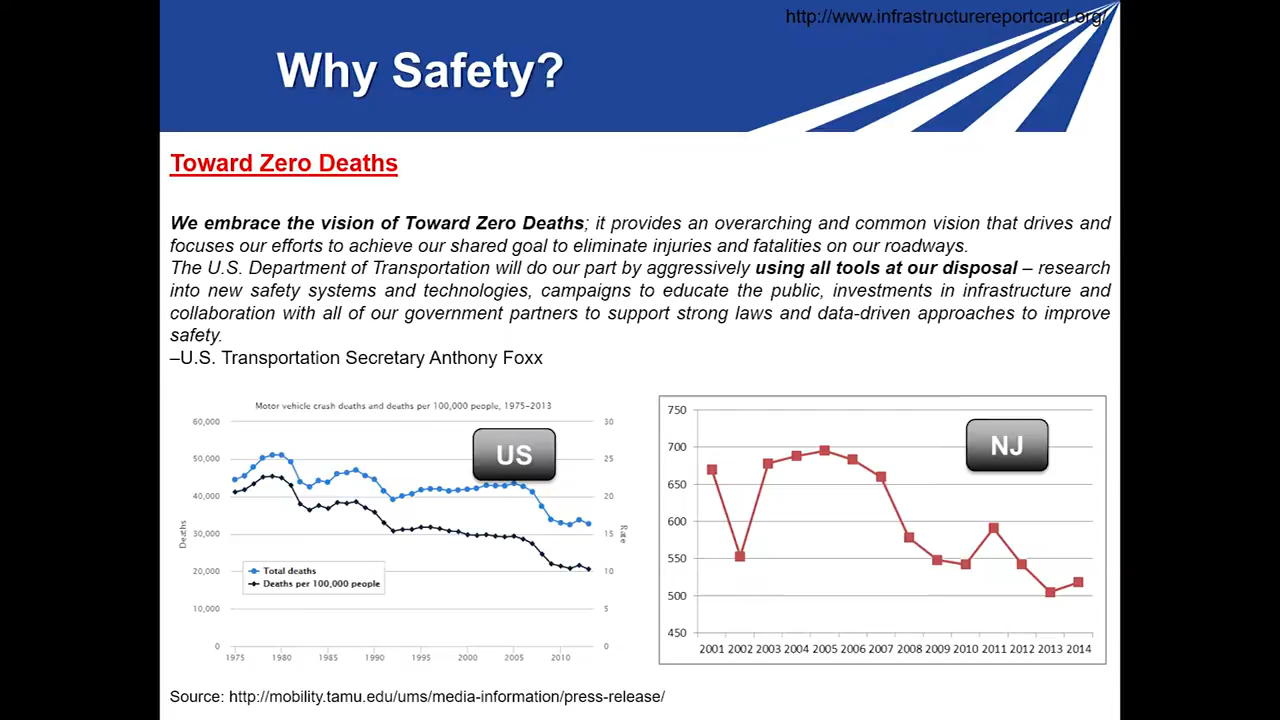 http://www.infrastructurereportcard.org/
Why Safety?
Toward Zero Deaths
We embrace the vision of Toward Zero Deaths; it provides an overarching and common vision that drives and
focuses our efforts to achieve our shared goal to eliminate injuries and fatalities on our roadways.
The U.S. Department of Transportation will do our part by aggressively using all tools at our disposal – research
into new safety systems and technologies, campaigns to educate the public, investments in infrastructure and
collaboration with all of our government partners to support strong laws and data-driven approaches to improve
safety.
–U.S. Transportation Secretary Anthony Foxx
Motor vehicle crash deaths and deaths per 100,000 people, 1975–2013
60,000
50,000
40,000
30,000
20,000
10,000
0
Deaths
US
Total deaths
Deaths per 100,000 people
30
25
20
15
10
5
0
Rate
1975 1980 1985 1990 1995 2000 2005 2010
750
700
650
600
550
500
450
NJ
2001 2002 2003 2004 2005 2006 2007 2008 2009 2010 2011 2012 2013 2014
Source: http://mobility.tamu.edu/ums/media-information/press-release/